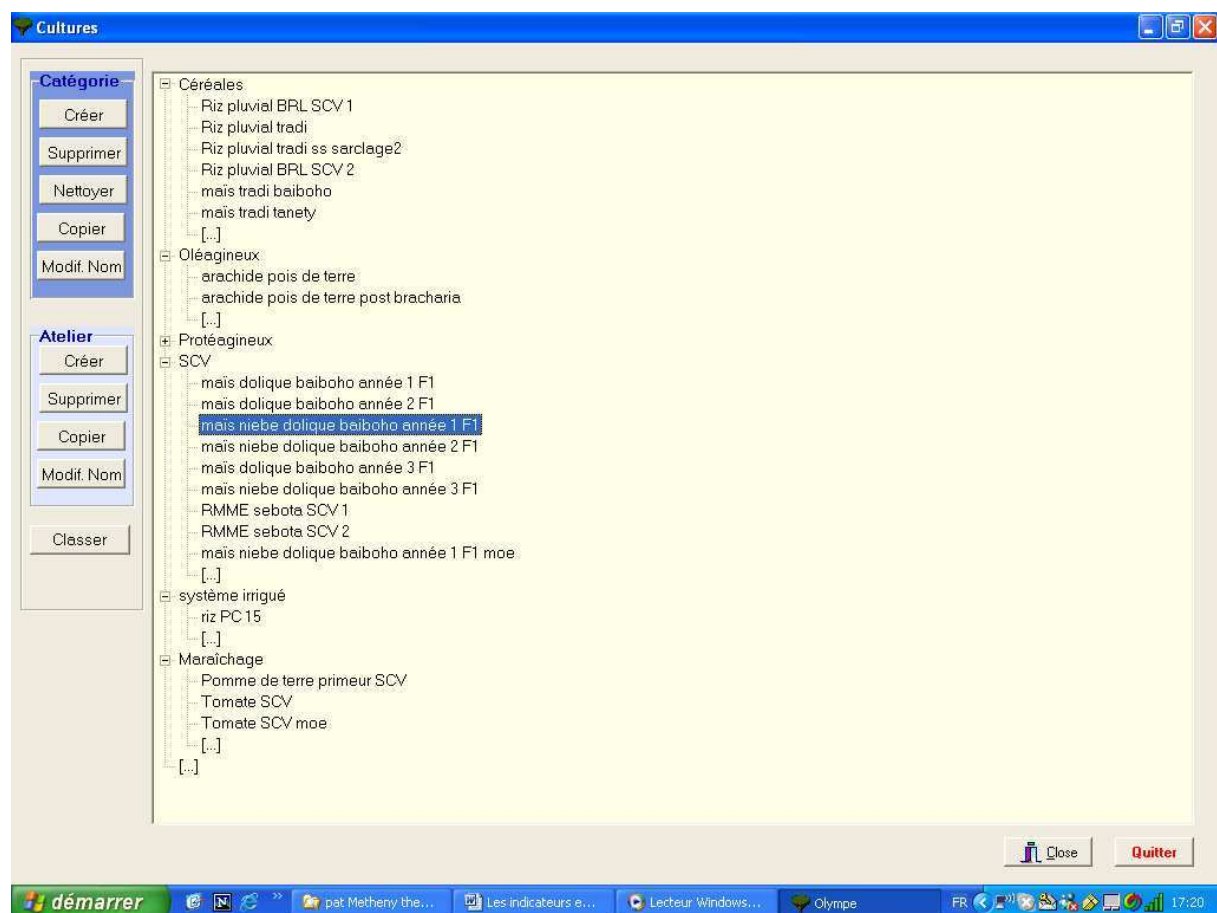 Cultures
Catégorie
Créer
Supprimer
Nettoyer
Copier
Modif. Nom
Atelier
Créer
Supprimer
Copier
Modif. Nom
Classer
Céréales
Riz pluvial BRL SCV 1
Riz pluvial tradi
Riz pluvial tradi ss sarclage2
Riz pluvial BRL SCV 2
maïs tradi baiboho
maïs tradi tanety
[...]
Oléagineux
arachide pois de terre
arachide pois de terre post bracharia
[...]
Protéagineux
SCV
maïs dolique baiboho année 1 F1
maïs dolique baiboho année 2 F1
maïs niebe dolique baiboho année 1 F1
maïs niebe dolique baiboho année 2 F1
maïs dolique baiboho année 3 F1
maïs niebe dolique baiboho année 3 F1
RMME sebota SCV 1
RMME sebota SCV 2
maïs niebe dolique baiboho année 1 F1 moe
[...]
système irrigué
riz PC 15
[...]
Maraîchage
Pomme de terre primeur SCV
Tomate SCV
Tomate SCV moe
[...]
[...]
Close
Quitter
démarrer
pat Metheny the...
Les indicateurs e...
Lecteur Windows...
Olympe
FR
17:20